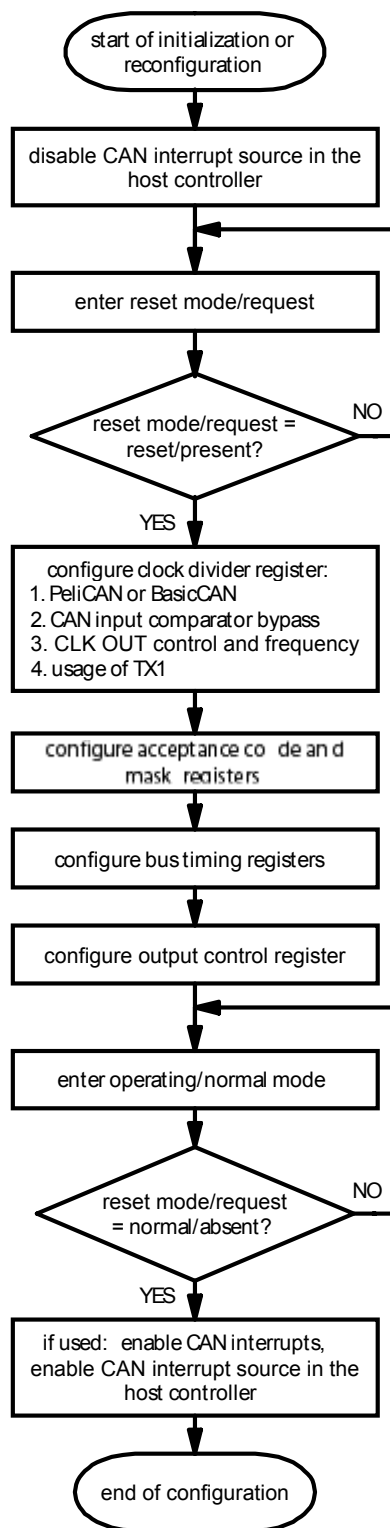 start of initialization or
reconfiguration
disable CAN interrupt source in the
host controller
enter reset mode/request
reset mode/request =
reset/present?
NO
YES
configure clock divider register:
1. PeliCAN or BasicCAN
2. CAN input comparator bypass
3. CLK OUT control and frequency
4. usage of TX1
configure acceptance co de and
mask registers
configure bus timing registers
configure output control register
enter operating/normal mode
reset mode/request
= normal/absent?
NO
YES
if used: enable CAN interrupts,
enable CAN interrupt source in the
host controller
end of configuration